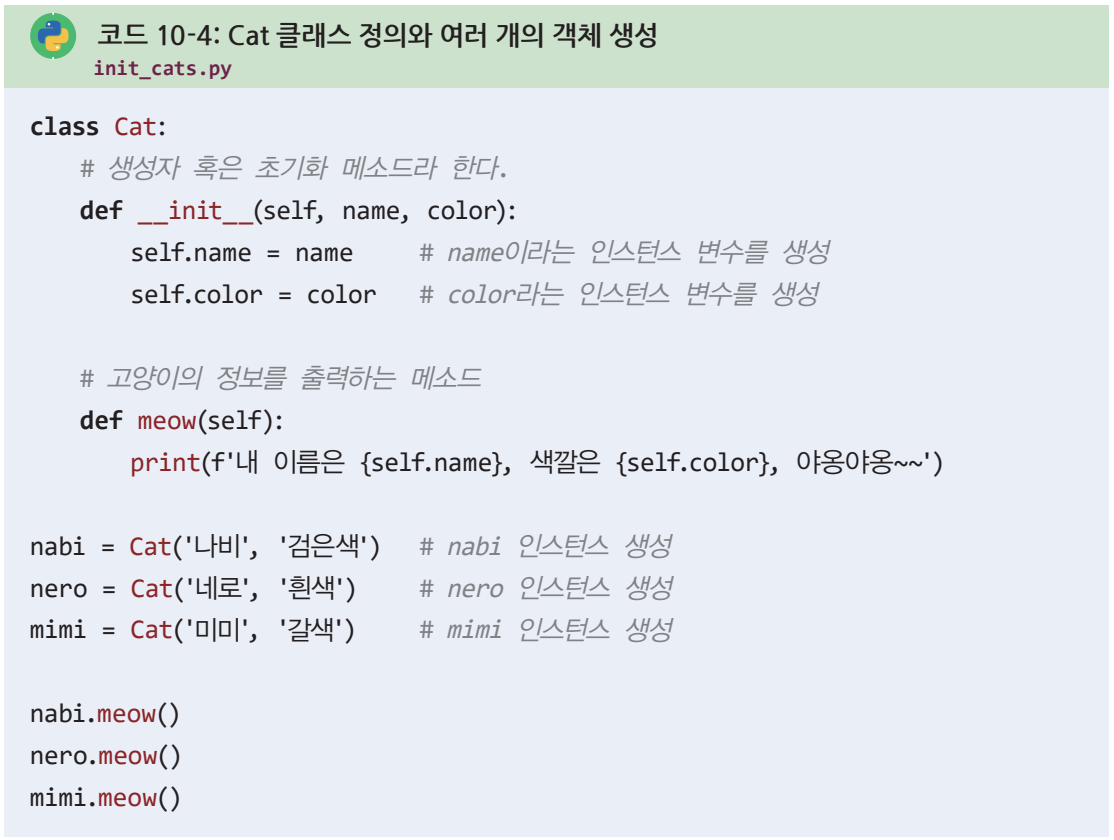 코드 10-4: Cat 클래스 정의와 여러 개의 객체 생성
init_cats.py
class Cat:
    # 생성자 혹은 초기화 메소드라 한다.
    def __init__(self, name, color):
        self.name = name    # name이라는 인스턴스 변수를 생성
        self.color = color  # color라는 인스턴스 변수를 생성
    # 고양이의 정보를 출력하는 메소드
    def meow(self):
        print(f'내 이름은 {self.name}, 색깔은 {self.color}, 야옹야옹~~')
nabi = Cat('나비', '검은색')  # nabi 인스턴스 생성
nero = Cat('네로', '흰색')    # nero 인스턴스 생성
mimi = Cat('미미', '갈색')    # mimi 인스턴스 생성
nabi.meow()
nero.meow()
mimi.meow()